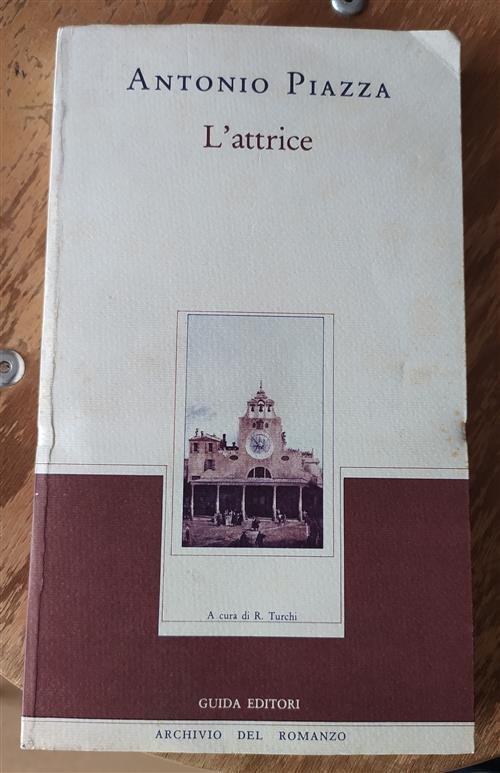 ANTONIO PIAZZA
L'attrice
A cura di R. Turchi
GUIDA EDITORI
ARCHIVIO DEL ROMANZO